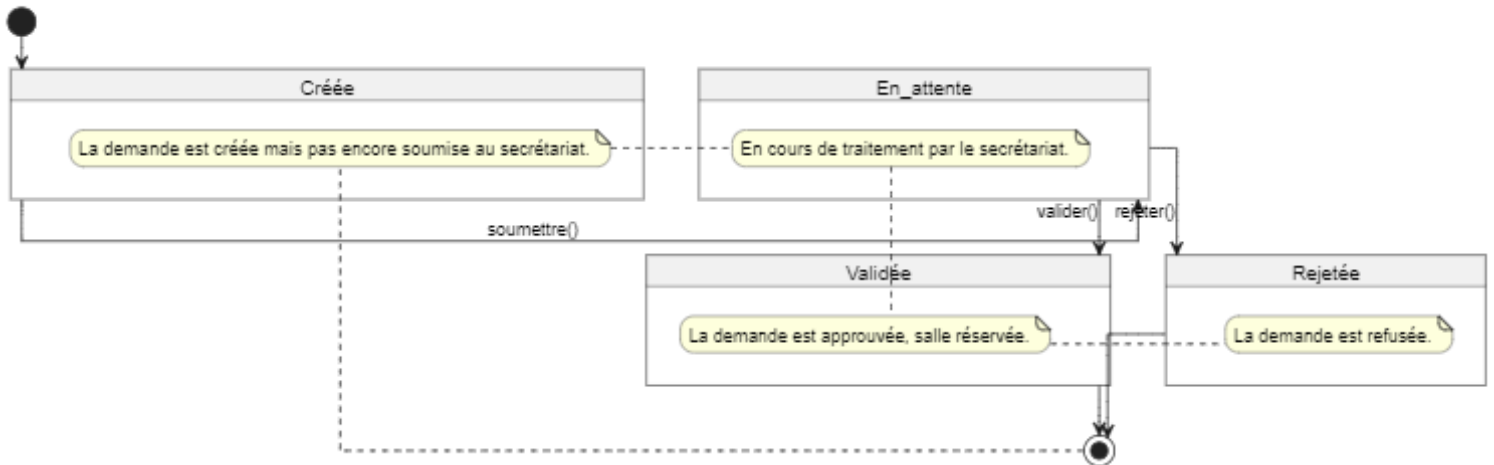 Créée
En_attente
La demande est créée mais pas encore soumise au secrétariat.
En cours de traitement par le secrétariat.
valider()
rejeter()
soumettre()
Validée
Rejetée
La demande est approuvée, salle réservée.
La demande est refusée.